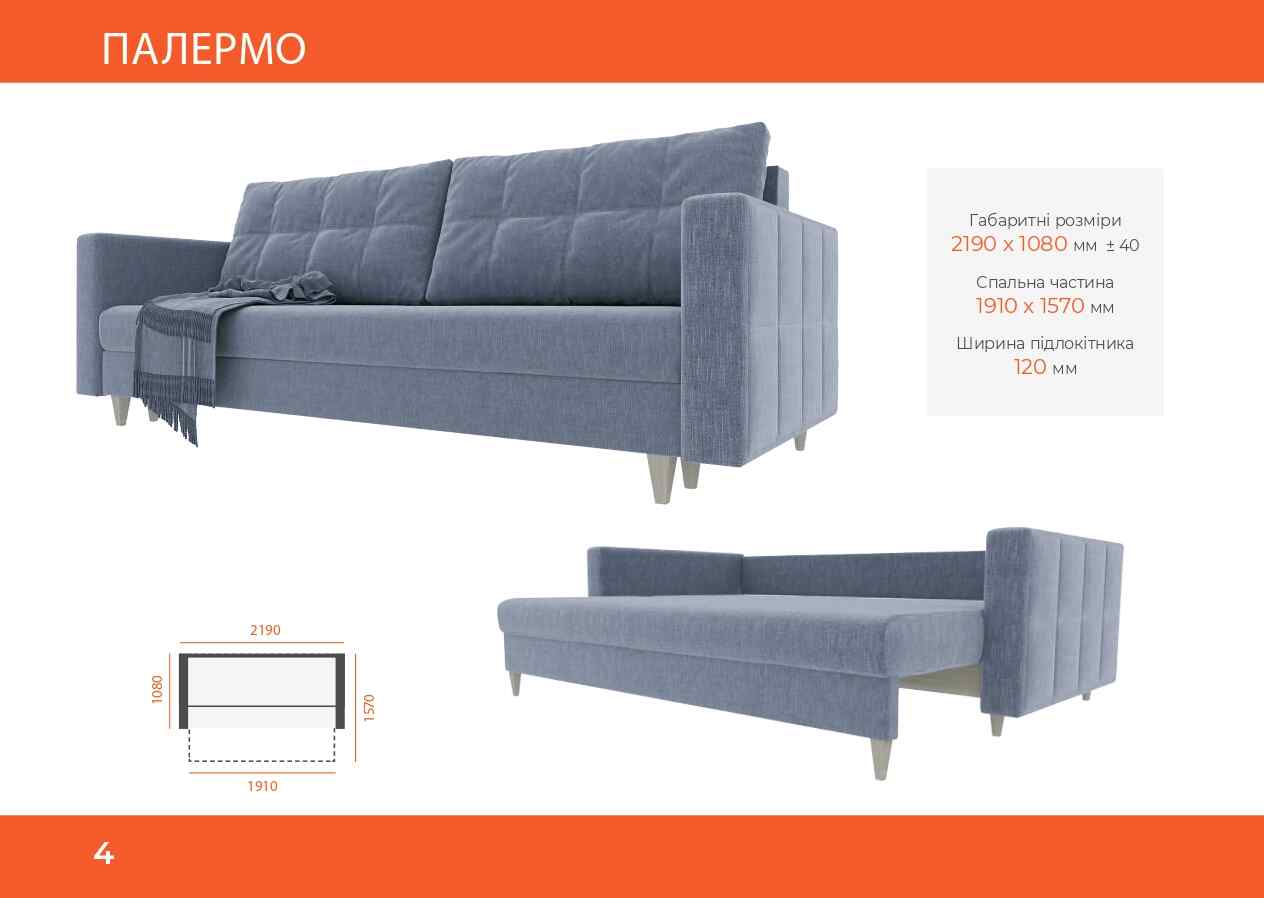 ПАЛЕРМО
Габаритні розміри
2190 x 1080 мм ± 40
Спальна частина
1910 x 1570 мм
Ширина підлокітника
120 мм
2190
1080
1570
1910
4